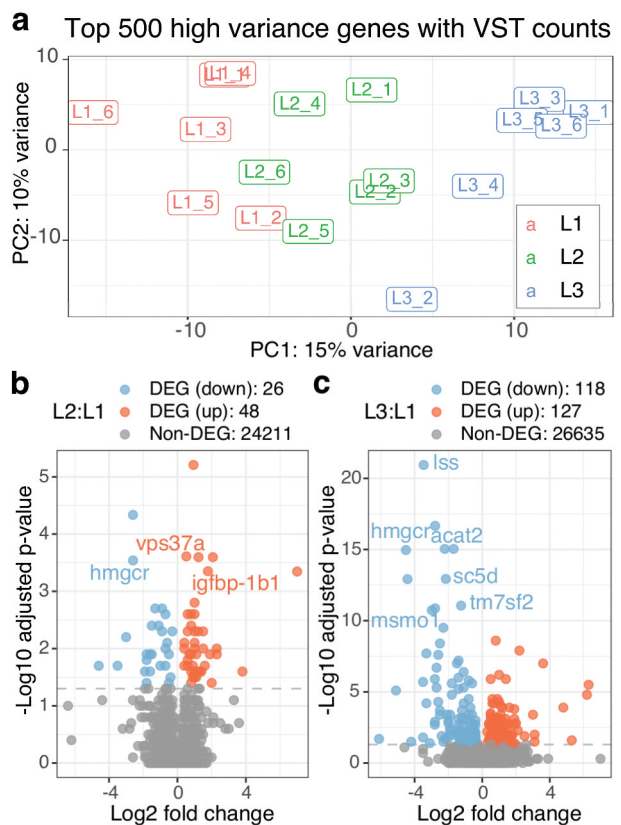 a Top 500 high variance genes with VST counts
10
0
-10
PC2: 10% variance
L1_4
L1_6
L1_3
L1_5
L1_2
L2_4
L2_1
L2_6
L2_3
L2_2
L2_5
L3_3
L3_1
L3_5
L3_6
L3_4
L3_2
a L1
a L2
a L3
-10 0 10
PC1: 15% variance
b
L2:L1
DEG (down): 26
DEG (up): 48
Non-DEG: 24211
5
4
3
2
1
0
-Log10 adjusted p-value
vps37a
hmgcr
igfbp-1b1
-4 0 4
Log2 fold change
c
L3:L1
DEG (down): 118
DEG (up): 127
Non-DEG: 26635
20
15
10
5
0
-Log10 adjusted p-value
lss
hmgcr
acat2
sc5d
tm7sf2
msmo1
-4 0 4
Log2 fold change